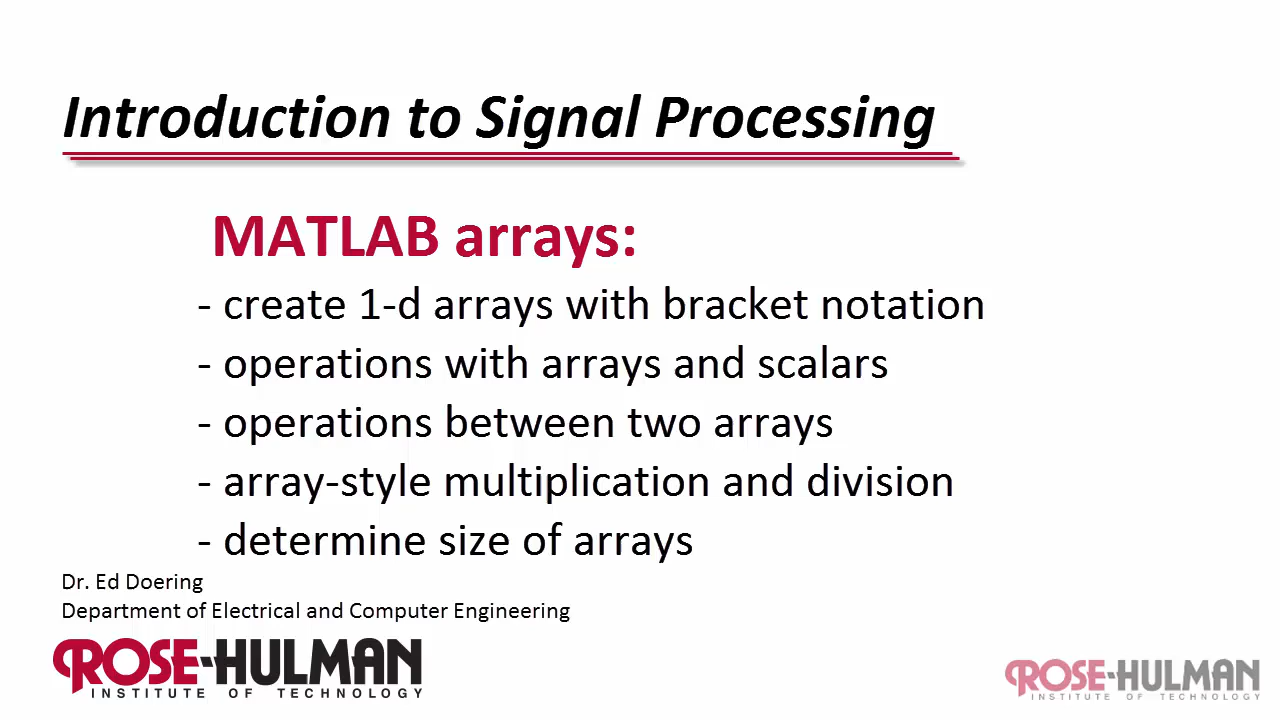 Introduction to Signal Processing
MATLAB arrays:
- create 1-d arrays with bracket notation
- operations with arrays and scalars
- operations between two arrays
- array-style multiplication and division
- determine size of arrays
Dr. Ed Doering
Department of Electrical and Computer Engineering
ROSE-HULMAN
INSTITUTE OF TECHNOLOGY
ROSE-HULMAN
INSTITUTE OF TECHNOLOGY